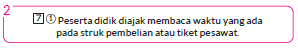 2
7 ① Peserta didik diajak membaca waktu yang ada
pada struk pembelian atau tiket pesawat.